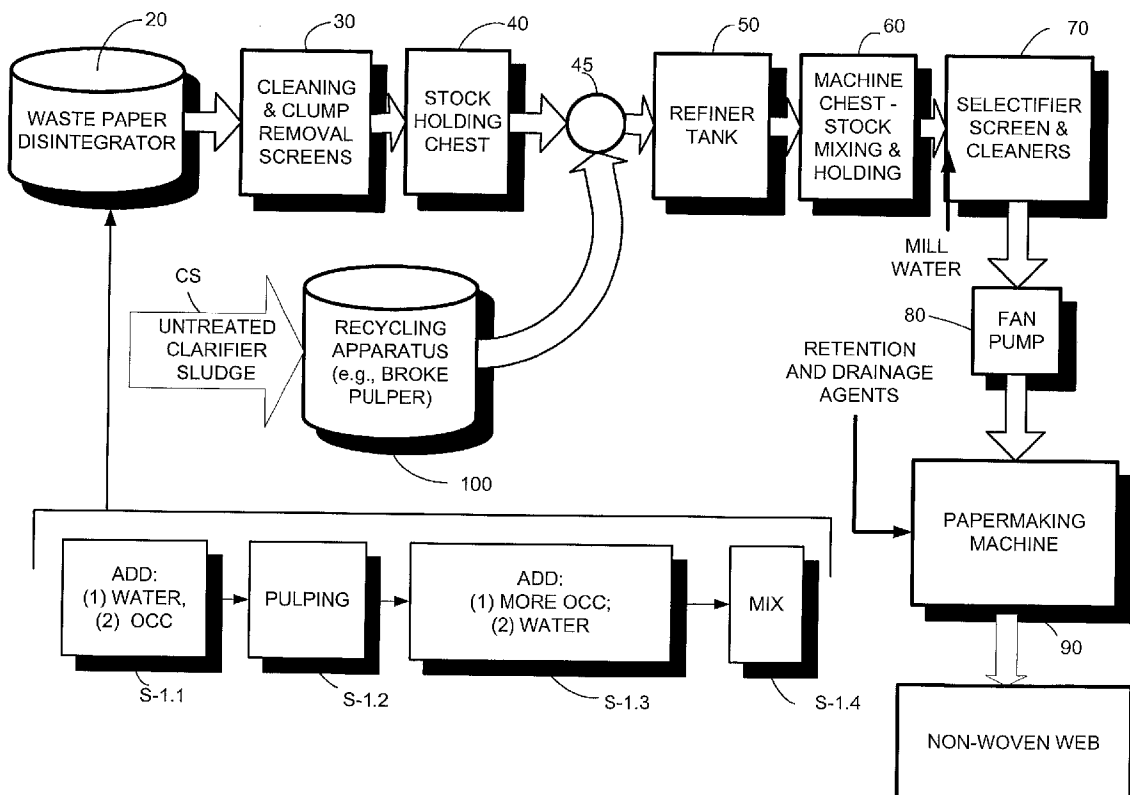 20
WASTE PAPER
DISINTEGRATOR
30
CLEANING
& CLUMP
REMOVAL
SCREENS
40
STOCK
HOLDING
CHEST
45
50
REFINER
TANK
60
MACHINE
CHEST -
STOCK
MIXING &
HOLDING
70
SELECTIFIER
SCREEN &
CLEANERS
MILL
WATER
CS
UNTREATED
CLARIFIER
SLUDGE
RECYCLING
APPARATUS
(e.g., BROKE
PULPER)
100
80
FAN
PUMP
RETENTION
AND DRAINAGE
AGENTS
PAPERMAKING
MACHINE
90
ADD:
(1) WATER,
(2) OCC
S-1.1
PULPING
S-1.2
ADD:
(1) MORE OCC;
(2) WATER
S-1.3
MIX
S-1.4
NON-WOVEN WEB